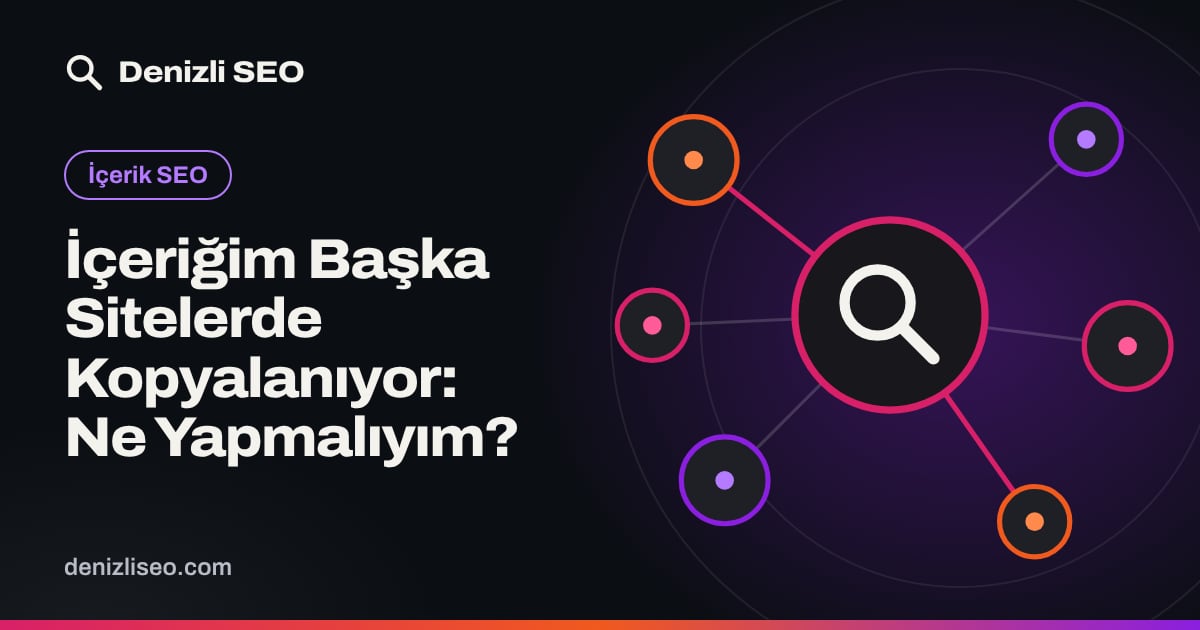 Denizli SEO
İçerik SEO
İçeriğim Başka
Sitelerde
Kopyalanıyor:
Ne Yapmalıyım?
denizliseo.com